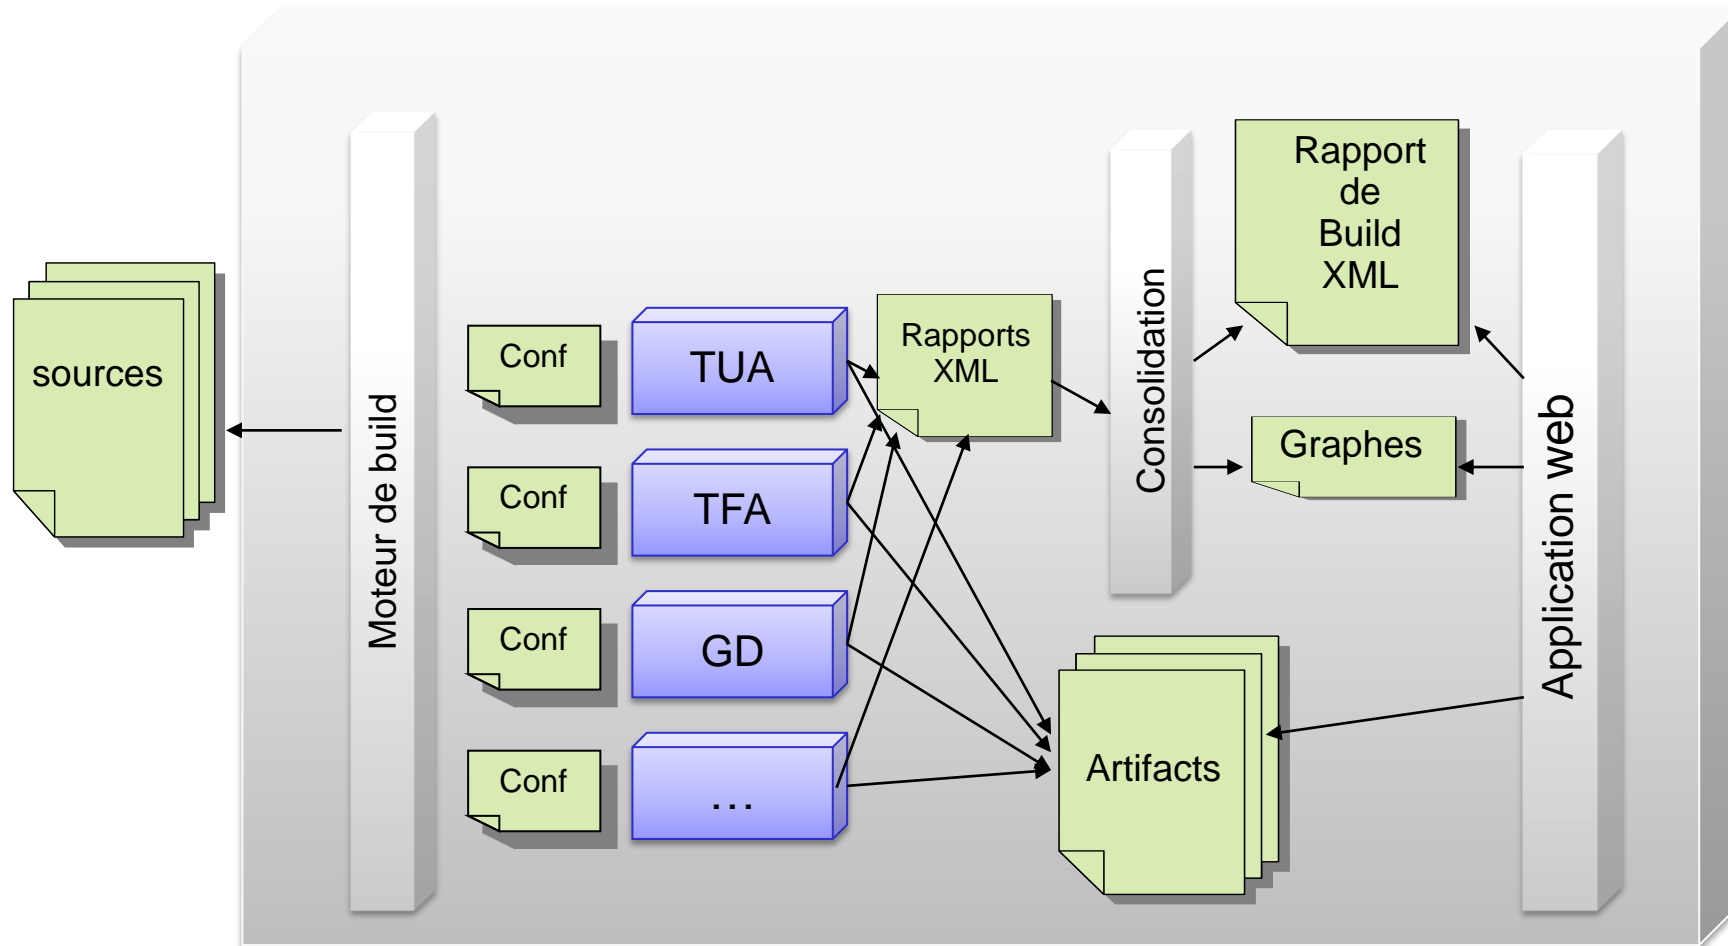 sources
Moteur de build
Conf
TUA
Conf
TFA
Conf
GD
Conf
...
Rapports
XML
Consolidation
Rapport
de
Build
XML
Graphes
Artifacts
Application web